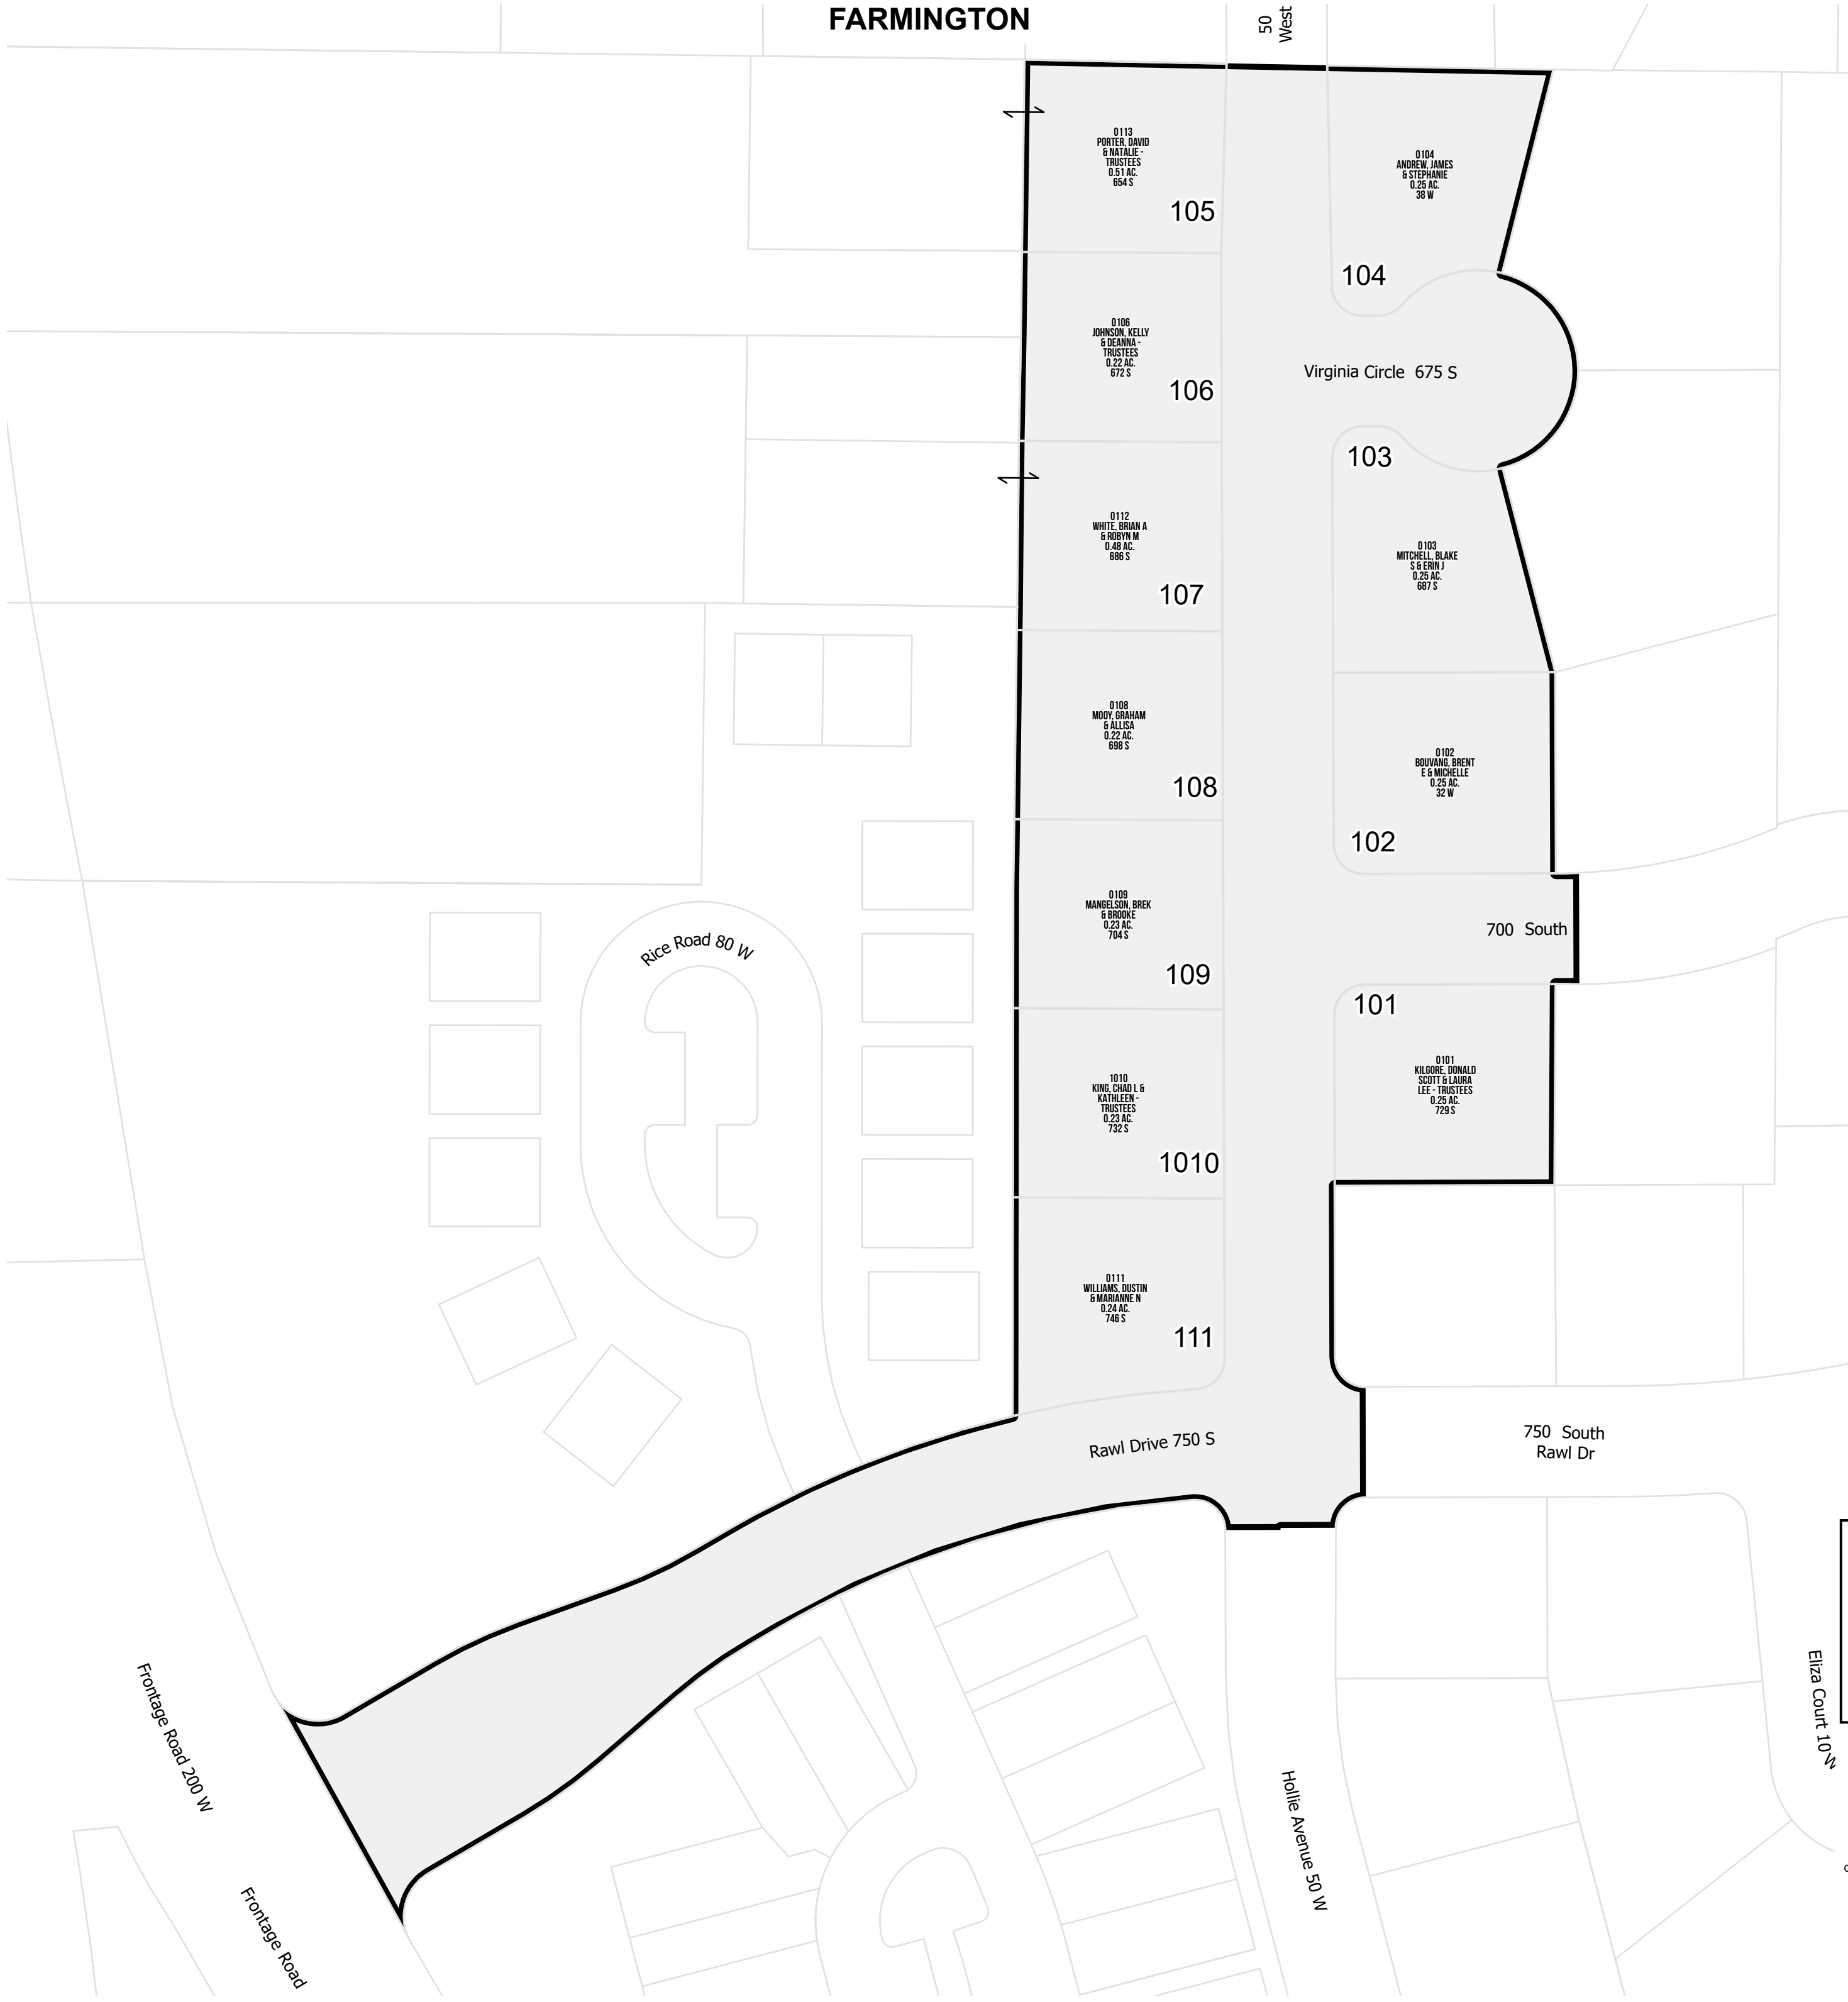 FARMINGTON
50
West
0113
PORTER, DAVID
& NATALIE -
TRUSTEES
0.51 AC.
654 S
105
0104
ANDREW, JAMES
& STEPHANIE
0.25 AC.
38 W
104
0106
JOHNSON, KELLY
& DEANNA -
TRUSTEES
0.22 AC.
672 S
106
Virginia Circle 675 S
103
0112
WHITE, BRIAN A
& ROBYN M
0.48 AC.
686 S
107
0103
MITCHELL, BLAKE
S & ERIN J
0.25 AC.
687 S
0108
MOOY, GRAHAM
& ALLISA
0.22 AC.
698 S
108
0102
BOUVANG, BRENT
E & MICHELLE
0.25 AC.
32 W
102
0109
MANGELSON, BREK
& BROOKE
0.23 AC.
704 S
109
700 South
Rice Road 80 W
101
0101
KILGORE, DONALD
SCOTT & LAURA
LEE - TRUSTEES
0.25 AC.
729 S
1010
KING, CHAD L &
KATHLEEN -
TRUSTEES
0.23 AC.
732 S
1010
0111
WILLIAMS, DUSTIN
& MARIANNE N
0.24 AC.
746 S
111
Rawl Drive 750 S
750 South
Rawl Dr
Frontage Road 200 W
Eliza Court 10 W
Hollie Avenue 50 W
Frontage Road